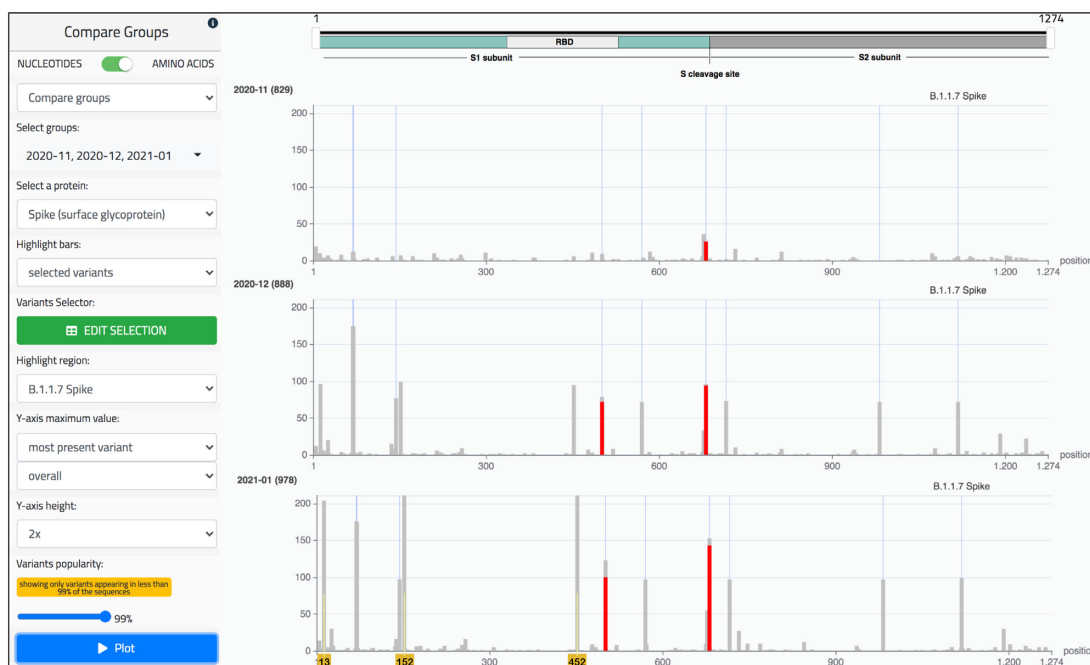 Compare Groups
NUCLEOTIDES AMINO ACIDS
Compare groups
Select groups:
2020-11, 2020-12, 2021-01
Select a protein:
Spike (surface glycoprotein)
Highlight bars:
selected variants
Variants Selector:
EDIT SELECTION
Highlight region:
B.1.1.7 Spike
Y-axis maximum value:
most present variant
overall
Y-axis height:
2x
Variants popularity:
showing only variants appearing in less than
99% of the sequences
99%
Plot
1 1274
RBD
S1 subunit S2 subunit
S cleavage site
2020-11 (829)
B.1.1.7 Spike
200
150
100
50
0
1 300 600 900 1.200 1.274 position
2020-12 (888)
B.1.1.7 Spike
200
150
100
50
0
1 300 600 900 1.200 1.274 position
2021-01 (978)
B.1.1.7 Spike
200
150
100
50
0
13 152 300 452 600 900 1.200 1.274 position